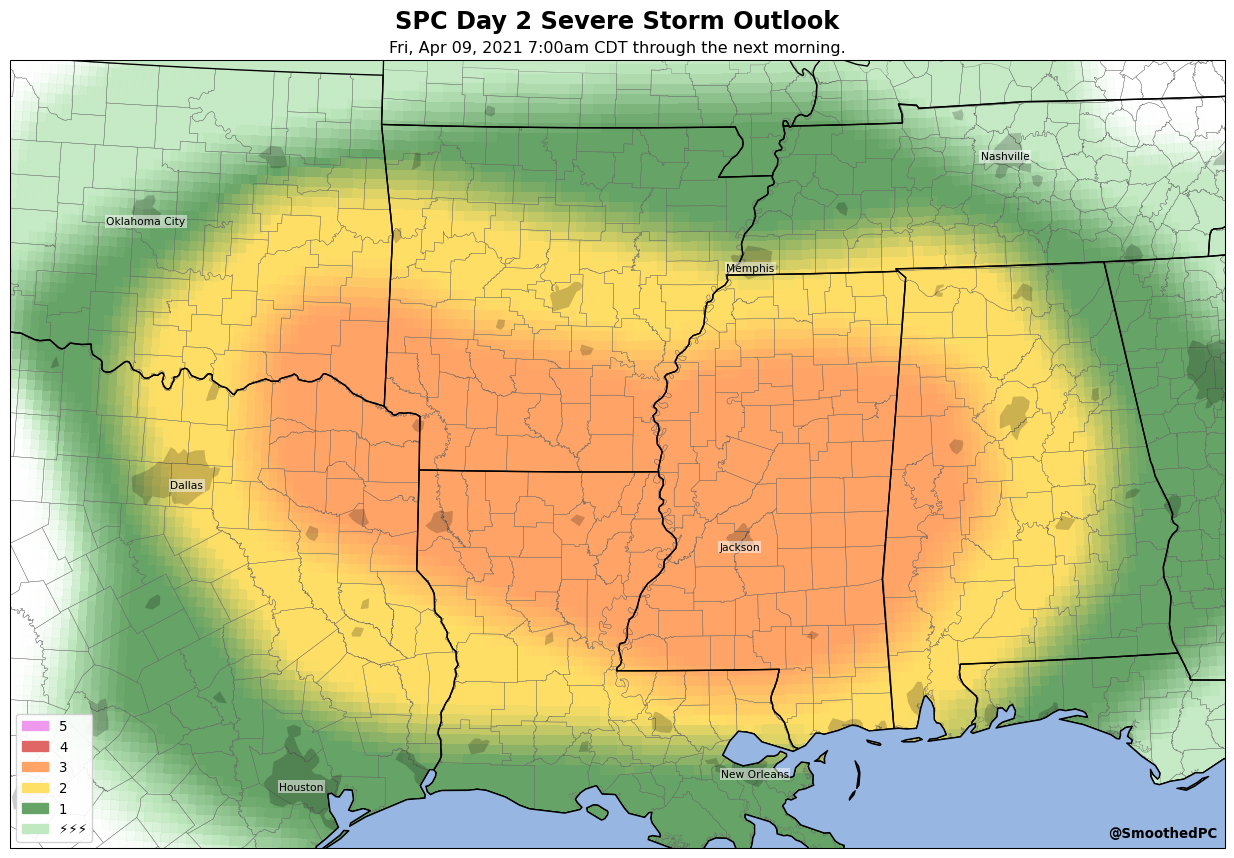 SPC Day 2 Severe Storm Outlook
Fri, Apr 09, 2021 7:00am CDT through the next morning.
Nashville
Oklahoma City
Memphis
Dallas
Jackson
New Orleans
Houston
5
4
3
2
1
⚡⚡⚡
@SmoothedPC